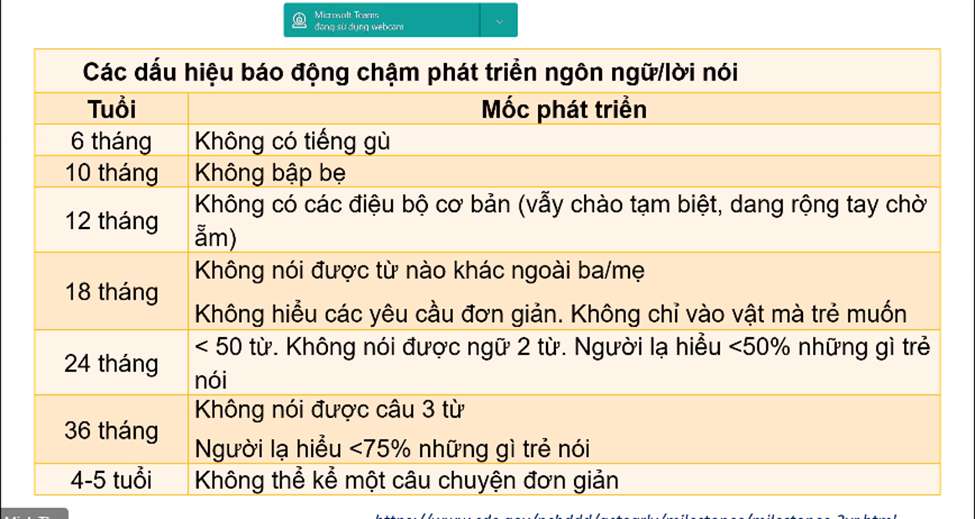 Microsoft Teams
đang sử dụng webcam
Các dấu hiệu báo động chậm phát triển ngôn ngữ/lời nói
Tuổi Mốc phát triển
6 tháng Không có tiếng gù
10 tháng Không bập bẹ
12 tháng Không có các điệu bộ cơ bản (vẫy chào tạm biệt, dang rộng tay chờ
ẵm)
18 tháng Không nói được từ nào khác ngoài ba/mẹ
Không hiểu các yêu cầu đơn giản. Không chỉ vào vật mà trẻ muốn
24 tháng < 50 từ. Không nói được ngữ 2 từ. Người lạ hiểu <50% những gì trẻ
nói
36 tháng Không nói được câu 3 từ
Người lạ hiểu <75% những gì trẻ nói
4-5 tuổi Không thể kể một câu chuyện đơn giản